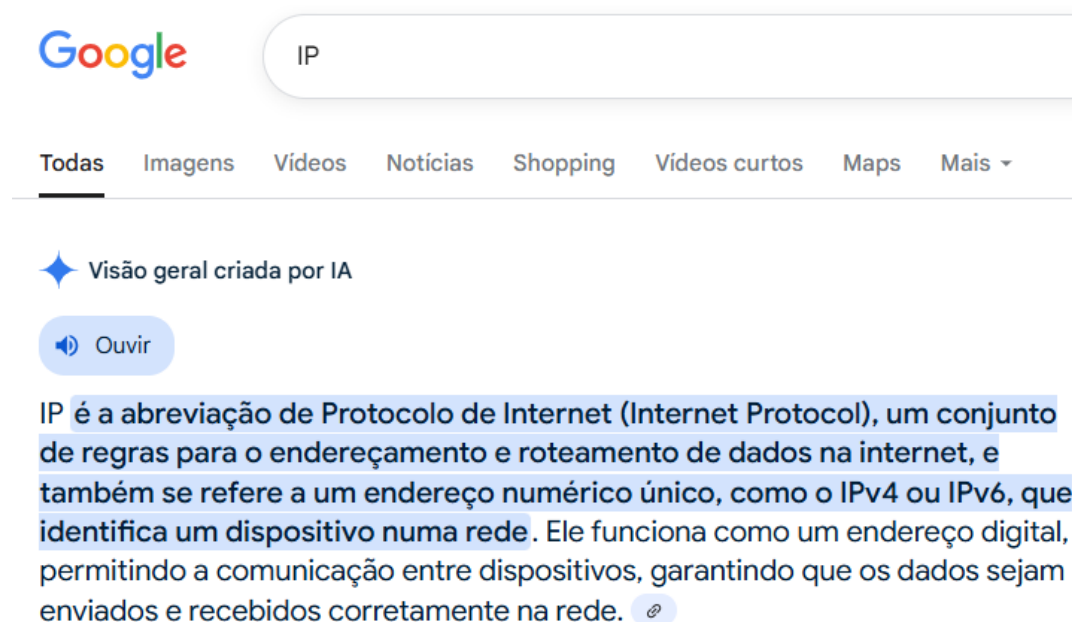 Google
IP
Todas Imagens Vídeos Notícias Shopping Vídeos curtos Maps Mais
Visão geral criada por IA
Ouvir
IP é a abreviação de Protocolo de Internet (Internet Protocol), um conjunto
de regras para o endereçamento e roteamento de dados na internet, e
também se refere a um endereço numérico único, como o IPv4 ou IPv6, que
identifica um dispositivo numa rede. Ele funciona como um endereço digital,
permitindo a comunicação entre dispositivos, garantindo que os dados sejam
enviados e recebidos corretamente na rede.